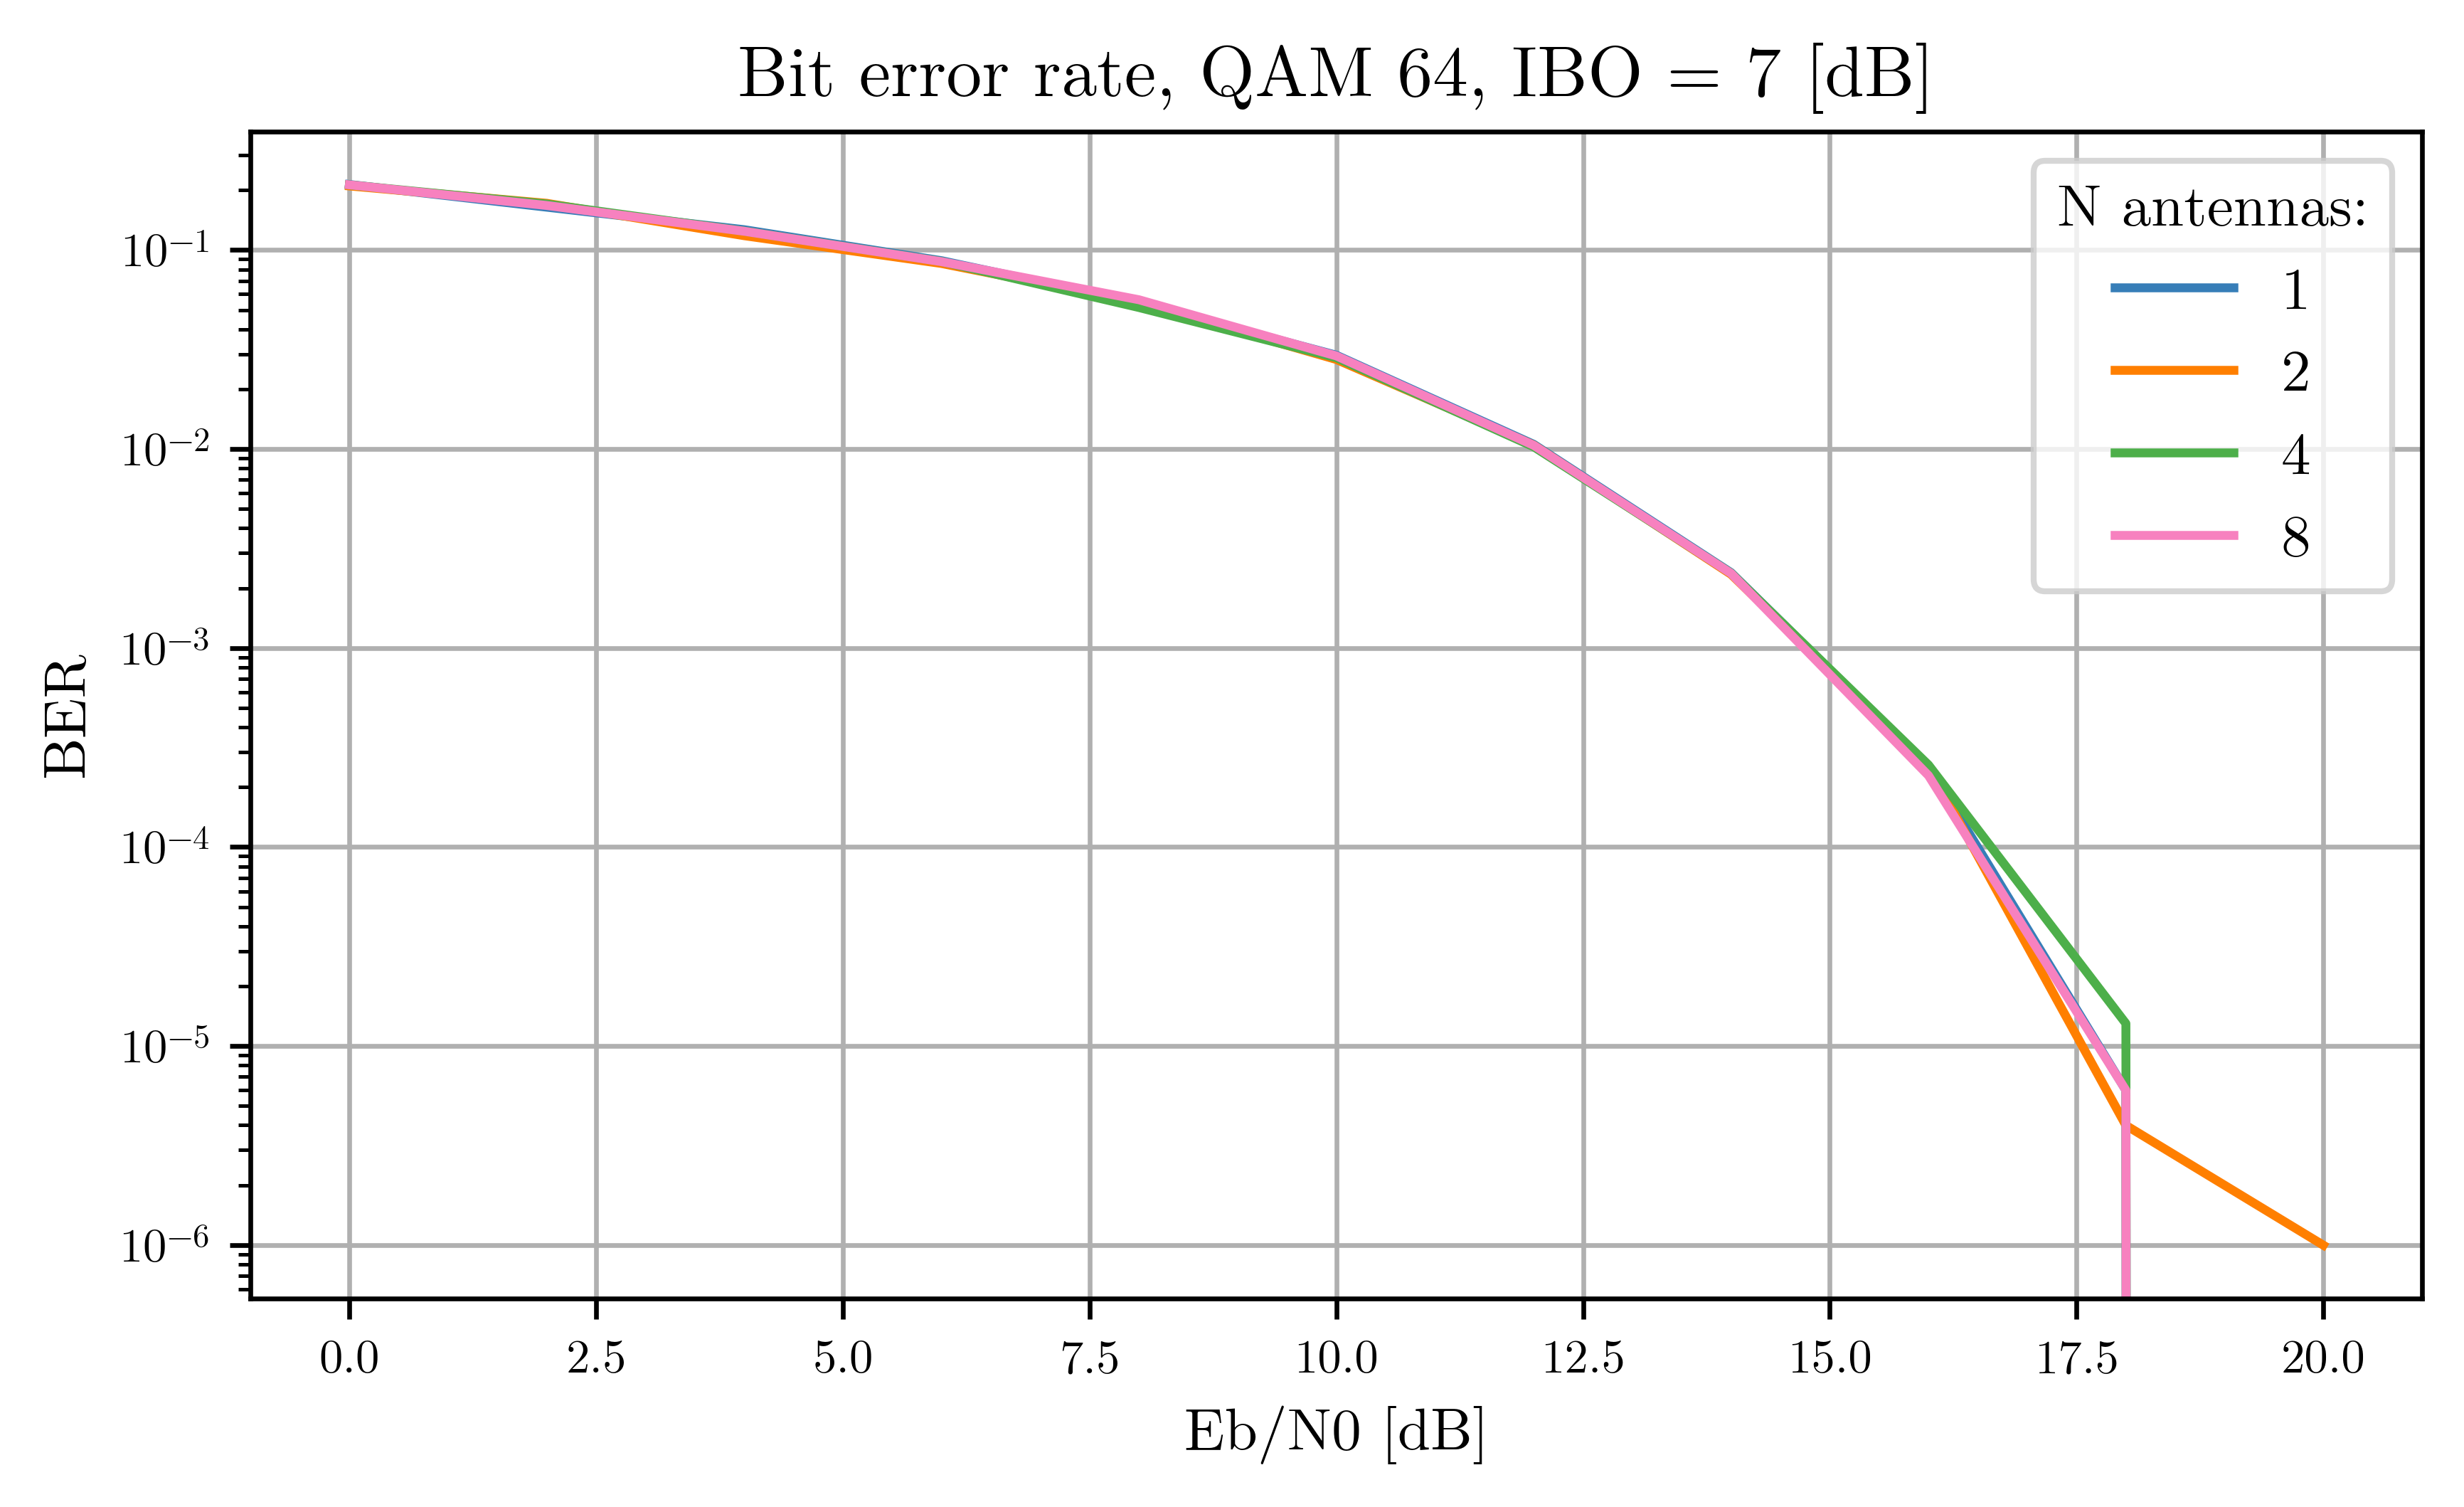 Bit error rate, QAM 64, IBO = 7 [dB]
N antennas:
1
2
4
8
BER
10⁻¹
10⁻²
10⁻³
10⁻⁴
10⁻⁵
10⁻⁶
0.0 2.5 5.0 7.5 10.0 12.5 15.0 17.5 20.0
Eb/N0 [dB]